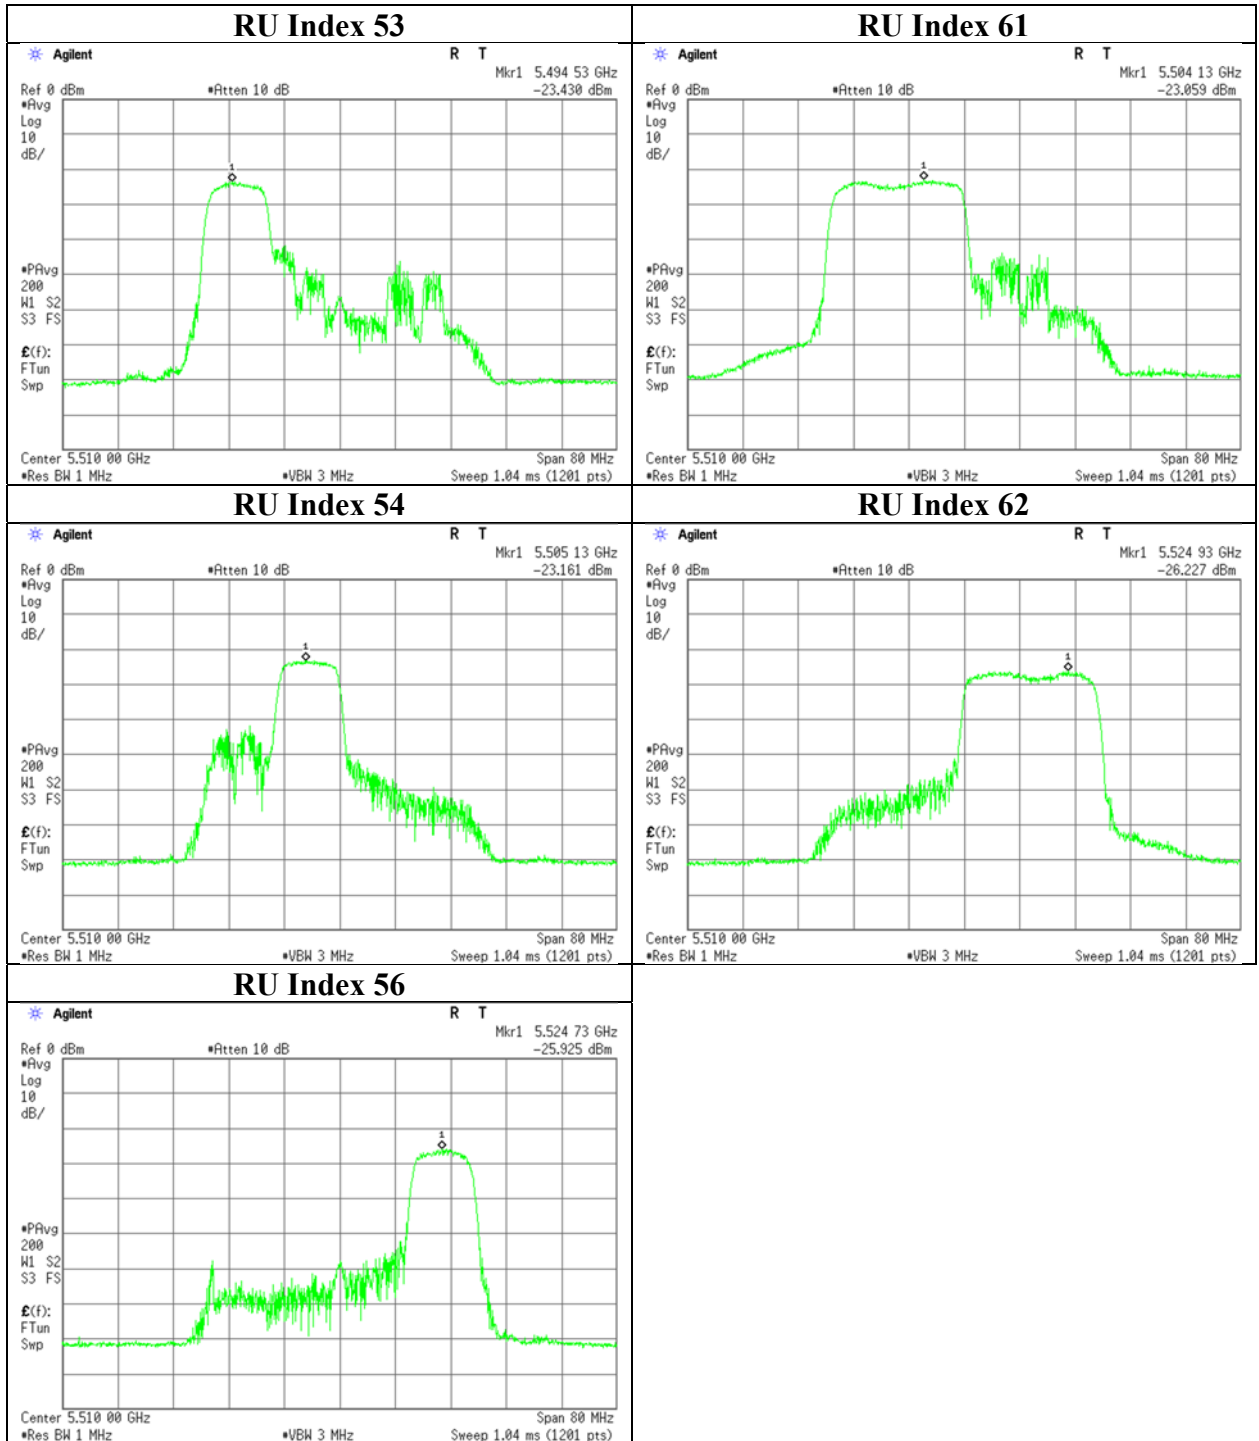 RU Index 53
Agilent
R T
Mkr1 5.494 53 GHz
Ref 0 dBm *Atten 10 dB -23.430 dBm
*Avg
Log
10
dB/
1
*PAvg
200
W1 S2
S3 FS
£(f):
FTun
Swp
Center 5.510 00 GHz Span 80 MHz
*Res BW 1 MHz *VBW 3 MHz Sweep 1.04 ms (1201 pts)
RU Index 61
Agilent
R T
Mkr1 5.504 13 GHz
Ref 0 dBm *Atten 10 dB -23.059 dBm
*Avg
Log
10
dB/
1
*PAvg
200
W1 S2
S3 FS
£(f):
FTun
Swp
Center 5.510 00 GHz Span 80 MHz
*Res BW 1 MHz *VBW 3 MHz Sweep 1.04 ms (1201 pts)
RU Index 54
Agilent
R T
Mkr1 5.505 13 GHz
Ref 0 dBm *Atten 10 dB -23.161 dBm
*Avg
Log
10
dB/
1
*PAvg
200
W1 S2
S3 FS
£(f):
FTun
Swp
Center 5.510 00 GHz Span 80 MHz
*Res BW 1 MHz *VBW 3 MHz Sweep 1.04 ms (1201 pts)
RU Index 62
Agilent
R T
Mkr1 5.524 93 GHz
Ref 0 dBm *Atten 10 dB -26.227 dBm
*Avg
Log
10
dB/
1
*PAvg
200
W1 S2
S3 FS
£(f):
FTun
Swp
Center 5.510 00 GHz Span 80 MHz
*Res BW 1 MHz *VBW 3 MHz Sweep 1.04 ms (1201 pts)
RU Index 56
Agilent
R T
Mkr1 5.524 73 GHz
Ref 0 dBm *Atten 10 dB -25.925 dBm
*Avg
Log
10
dB/
1
*PAvg
200
W1 S2
S3 FS
£(f):
FTun
Swp
Center 5.510 00 GHz Span 80 MHz
*Res BW 1 MHz *VBW 3 MHz Sweep 1.04 ms (1201 pts)